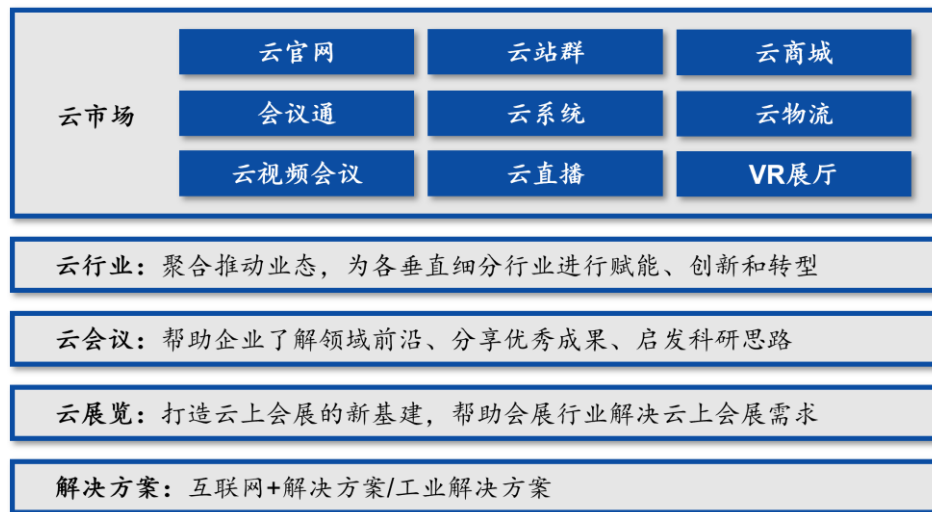 云官网 云站群 云商城
云市场 会议通 云系统 云物流
云视频会议 云直播 VR展厅
云行业：聚合推动业态，为各垂直细分行业进行赋能、创新和转型
云会议：帮助企业了解领域前沿、分享优秀成果、启发科研思路
云展览：打造云上会展的新基建，帮助会展行业解决云上会展需求
解决方案：互联网+解决方案/工业解决方案